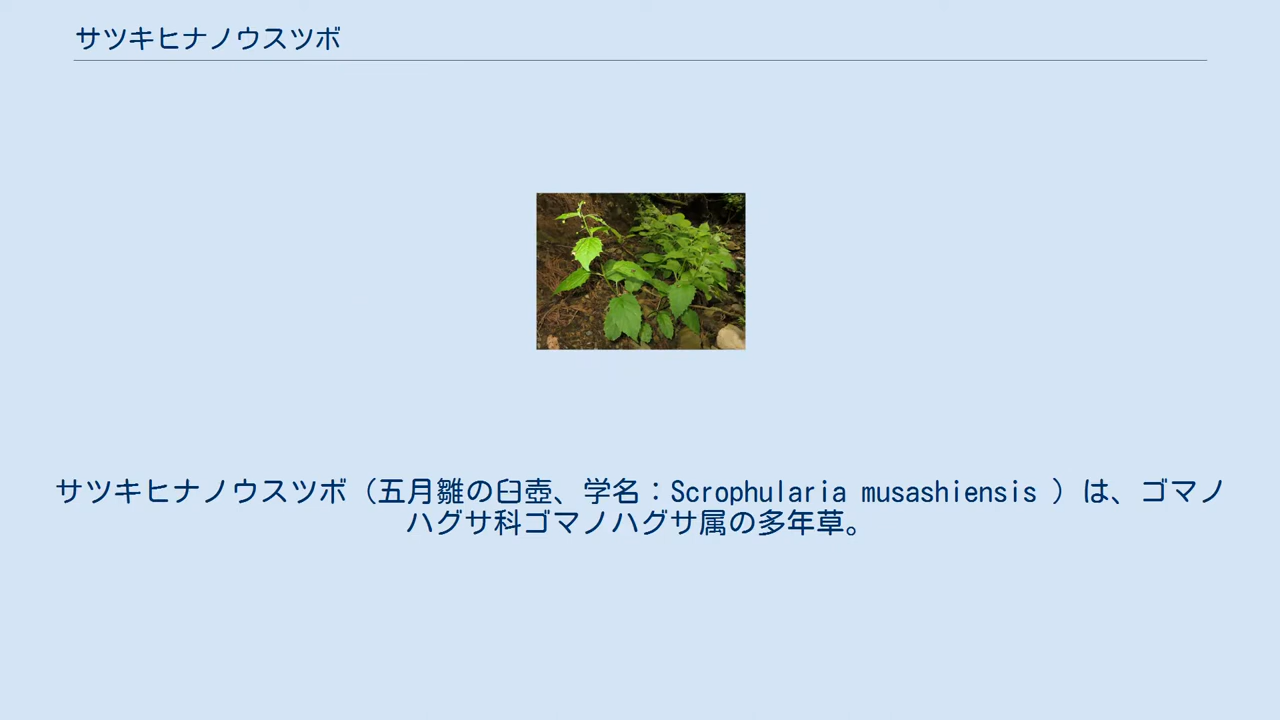 サツキヒナノウスツボ
サツキヒナノウスツボ（五月雛の臼壺、学名：Scrophularia musashiensis ）は、ゴマノ
ハグサ科ゴマノハグサ属の多年草。